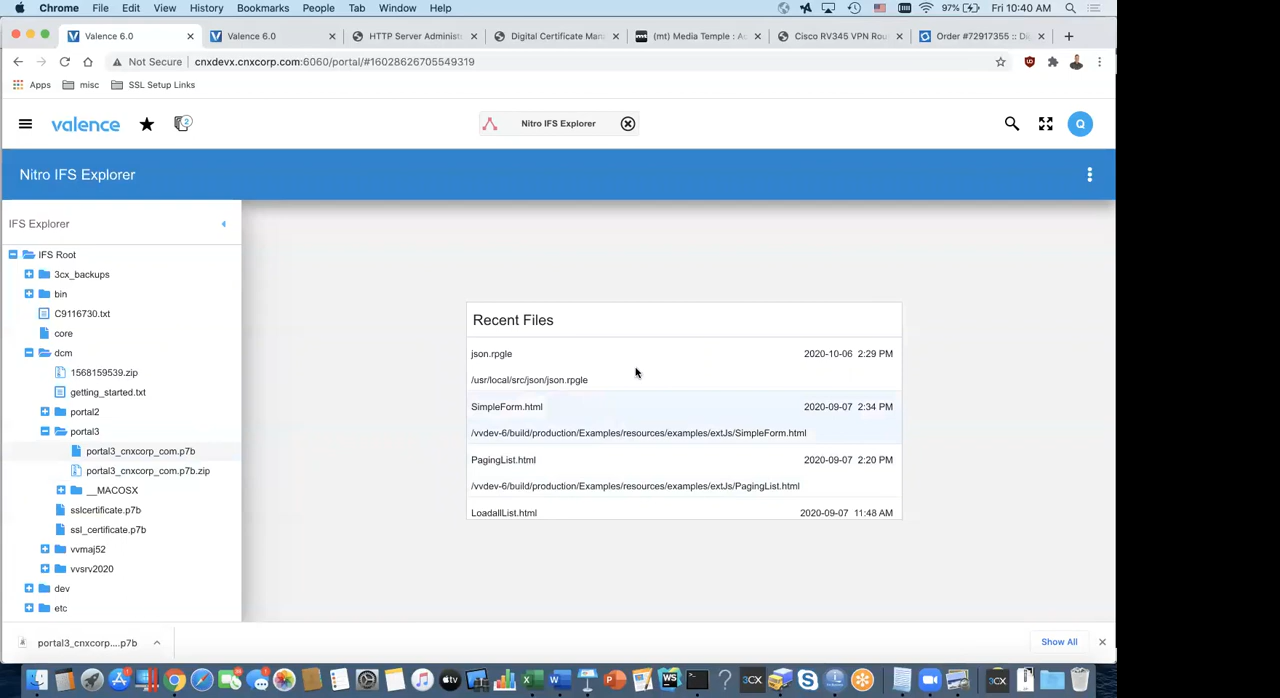 Chrome File Edit View History Bookmarks People Tab Window Help 97% Fri 10:40 AM
Valence 6.0 Valence 6.0 HTTP Server Administ Digital Certificate Man (mt) Media Temple : Ac Cisco RV345 VPN Rou Order #72917355 :: Di
Not Secure cnxdevx.cnxcorp.com:6060/portal/#16028626705549319
Apps misc SSL Setup Links
valence 2 Nitro IFS Explorer Q
Nitro IFS Explorer
IFS Explorer
IFS Root
3cx_backups
bin
C9116730.txt
core
dcm
1568159539.zip
getting_started.txt
portal2
portal3
portal3_cnxcorp_com.p7b
portal3_cnxcorp_com.p7b.zip
__MACOSX
sslcertificate.p7b
ssl_certificate.p7b
vvmaj52
vvsrv2020
dev
etc
Recent Files
json.rpgle 2020-10-06 2:29 PM
/usr/local/src/json/json.rpgle
SimpleForm.html 2020-09-07 2:34 PM
/vvdev-6/build/production/Examples/resources/examples/extJs/SimpleForm.html
PagingList.html 2020-09-07 2:20 PM
/vvdev-6/build/production/Examples/resources/examples/extJs/PagingList.html
LoadallList.html 2020-09-07 11:48 AM
portal3_cnxcorp....p7b Show All
3CX 3CX